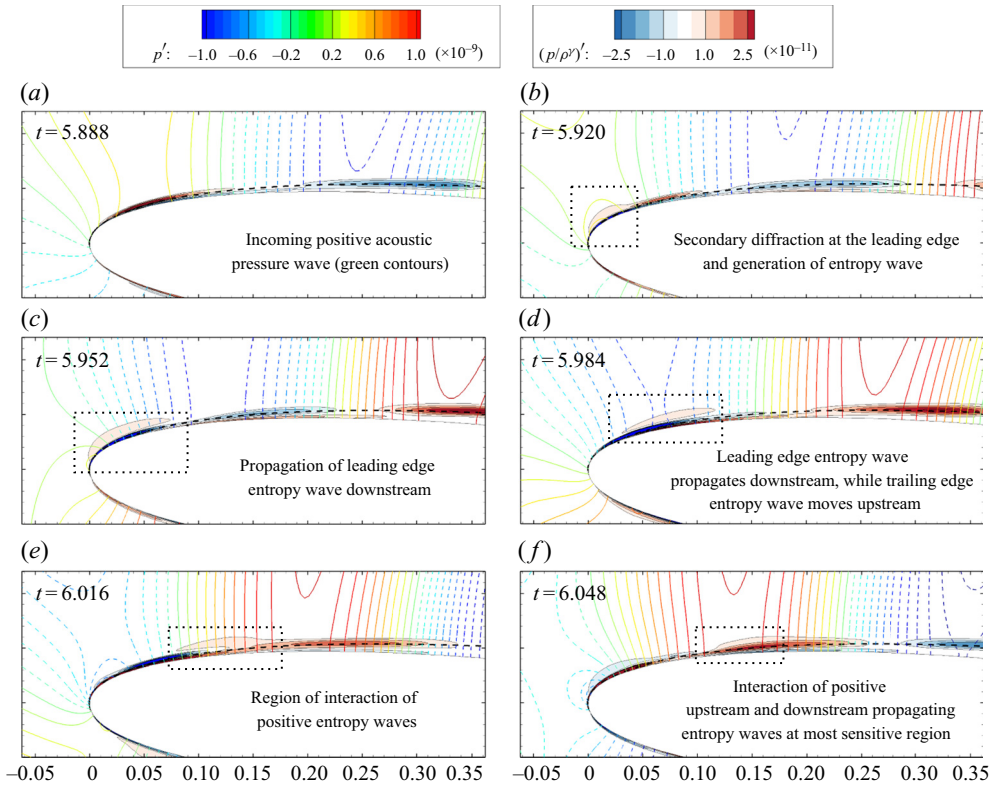 p′: −1.0 −0.6 −0.2 0.2 0.6 1.0 (×10−9)
(p/ργ)′: −2.5 −1.0 1.0 2.5 (×10−11)
(a)
t=5.888
Incoming positive acoustic
pressure wave (green contours)
(b)
t=5.920
Secondary diffraction at the leading edge
and generation of entropy wave
(c)
t=5.952
Propagation of leading edge
entropy wave downstream
(d)
t=5.984
Leading edge entropy wave
propagates downstream, while trailing edge
entropy wave moves upstream
(e)
t=6.016
Region of interaction of
positive entropy waves
(f)
t=6.048
Interaction of positive
upstream and downstream propagating
entropy waves at most sensitive region
−0.05 0 0.05 0.10 0.15 0.20 0.25 0.30 0.35
−0.05 0 0.05 0.10 0.15 0.20 0.25 0.30 0.35